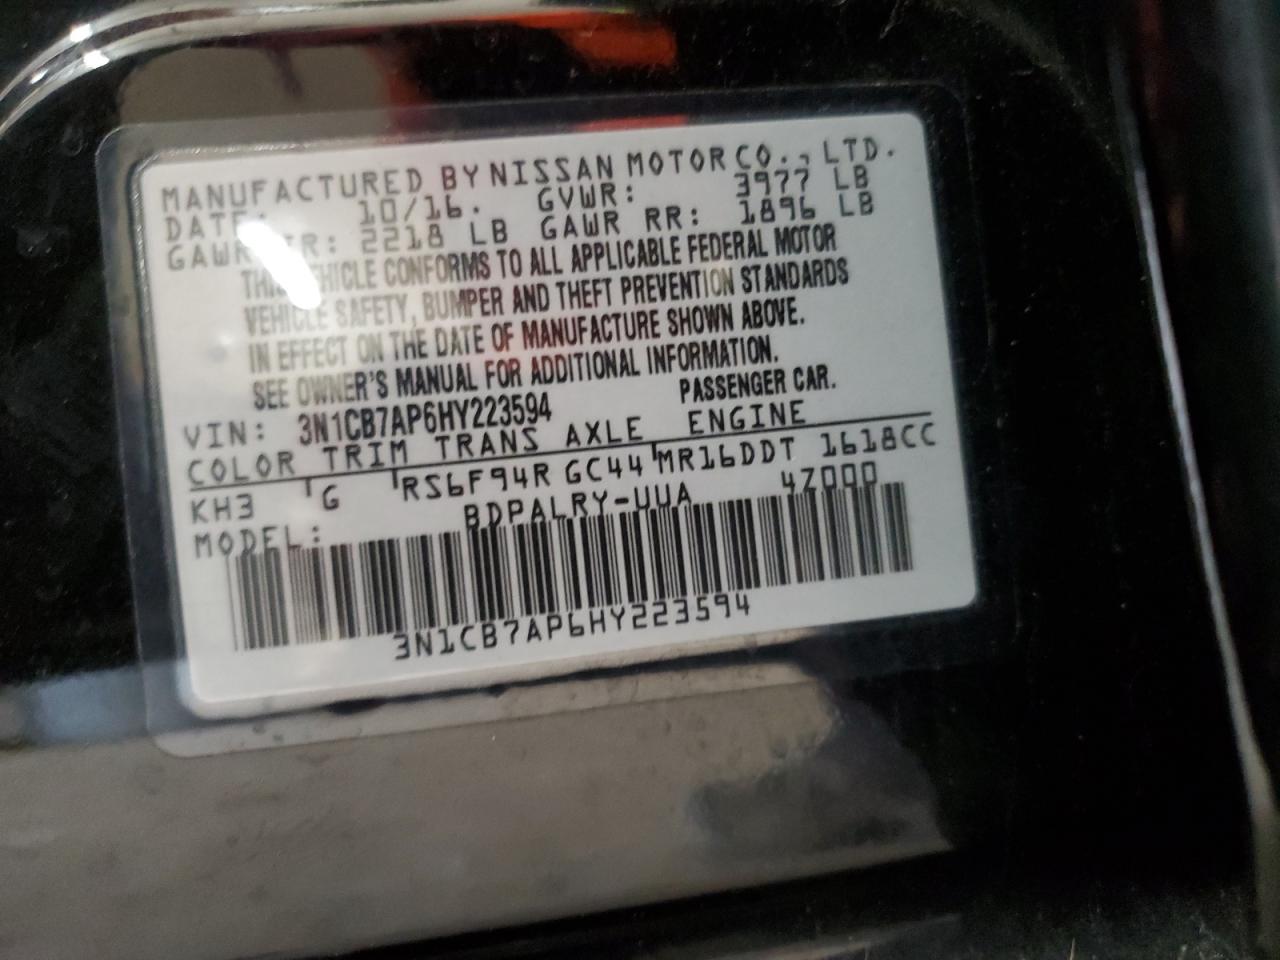 MANUFACTURED BY NISSAN MOTOR CO., LTD.
DATE: 10/16. GVWR: 3977 LB
GAWR FR: 2218 LB GAWR RR: 1896 LB
THIS VEHICLE CONFORMS TO ALL APPLICABLE FEDERAL MOTOR
VEHICLE SAFETY, BUMPER AND THEFT PREVENTION STANDARDS
IN EFFECT ON THE DATE OF MANUFACTURE SHOWN ABOVE.
SEE OWNER'S MANUAL FOR ADDITIONAL INFORMATION.
VIN: 3N1CB7AP6HY223594 PASSENGER CAR.
COLOR TRIM TRANS AXLE ENGINE
KH3 G RS6F94R GC44 MR16DDT 1618CC
MODEL: BDPALRY-UUA 4Z000
3N1CB7AP6HY223594